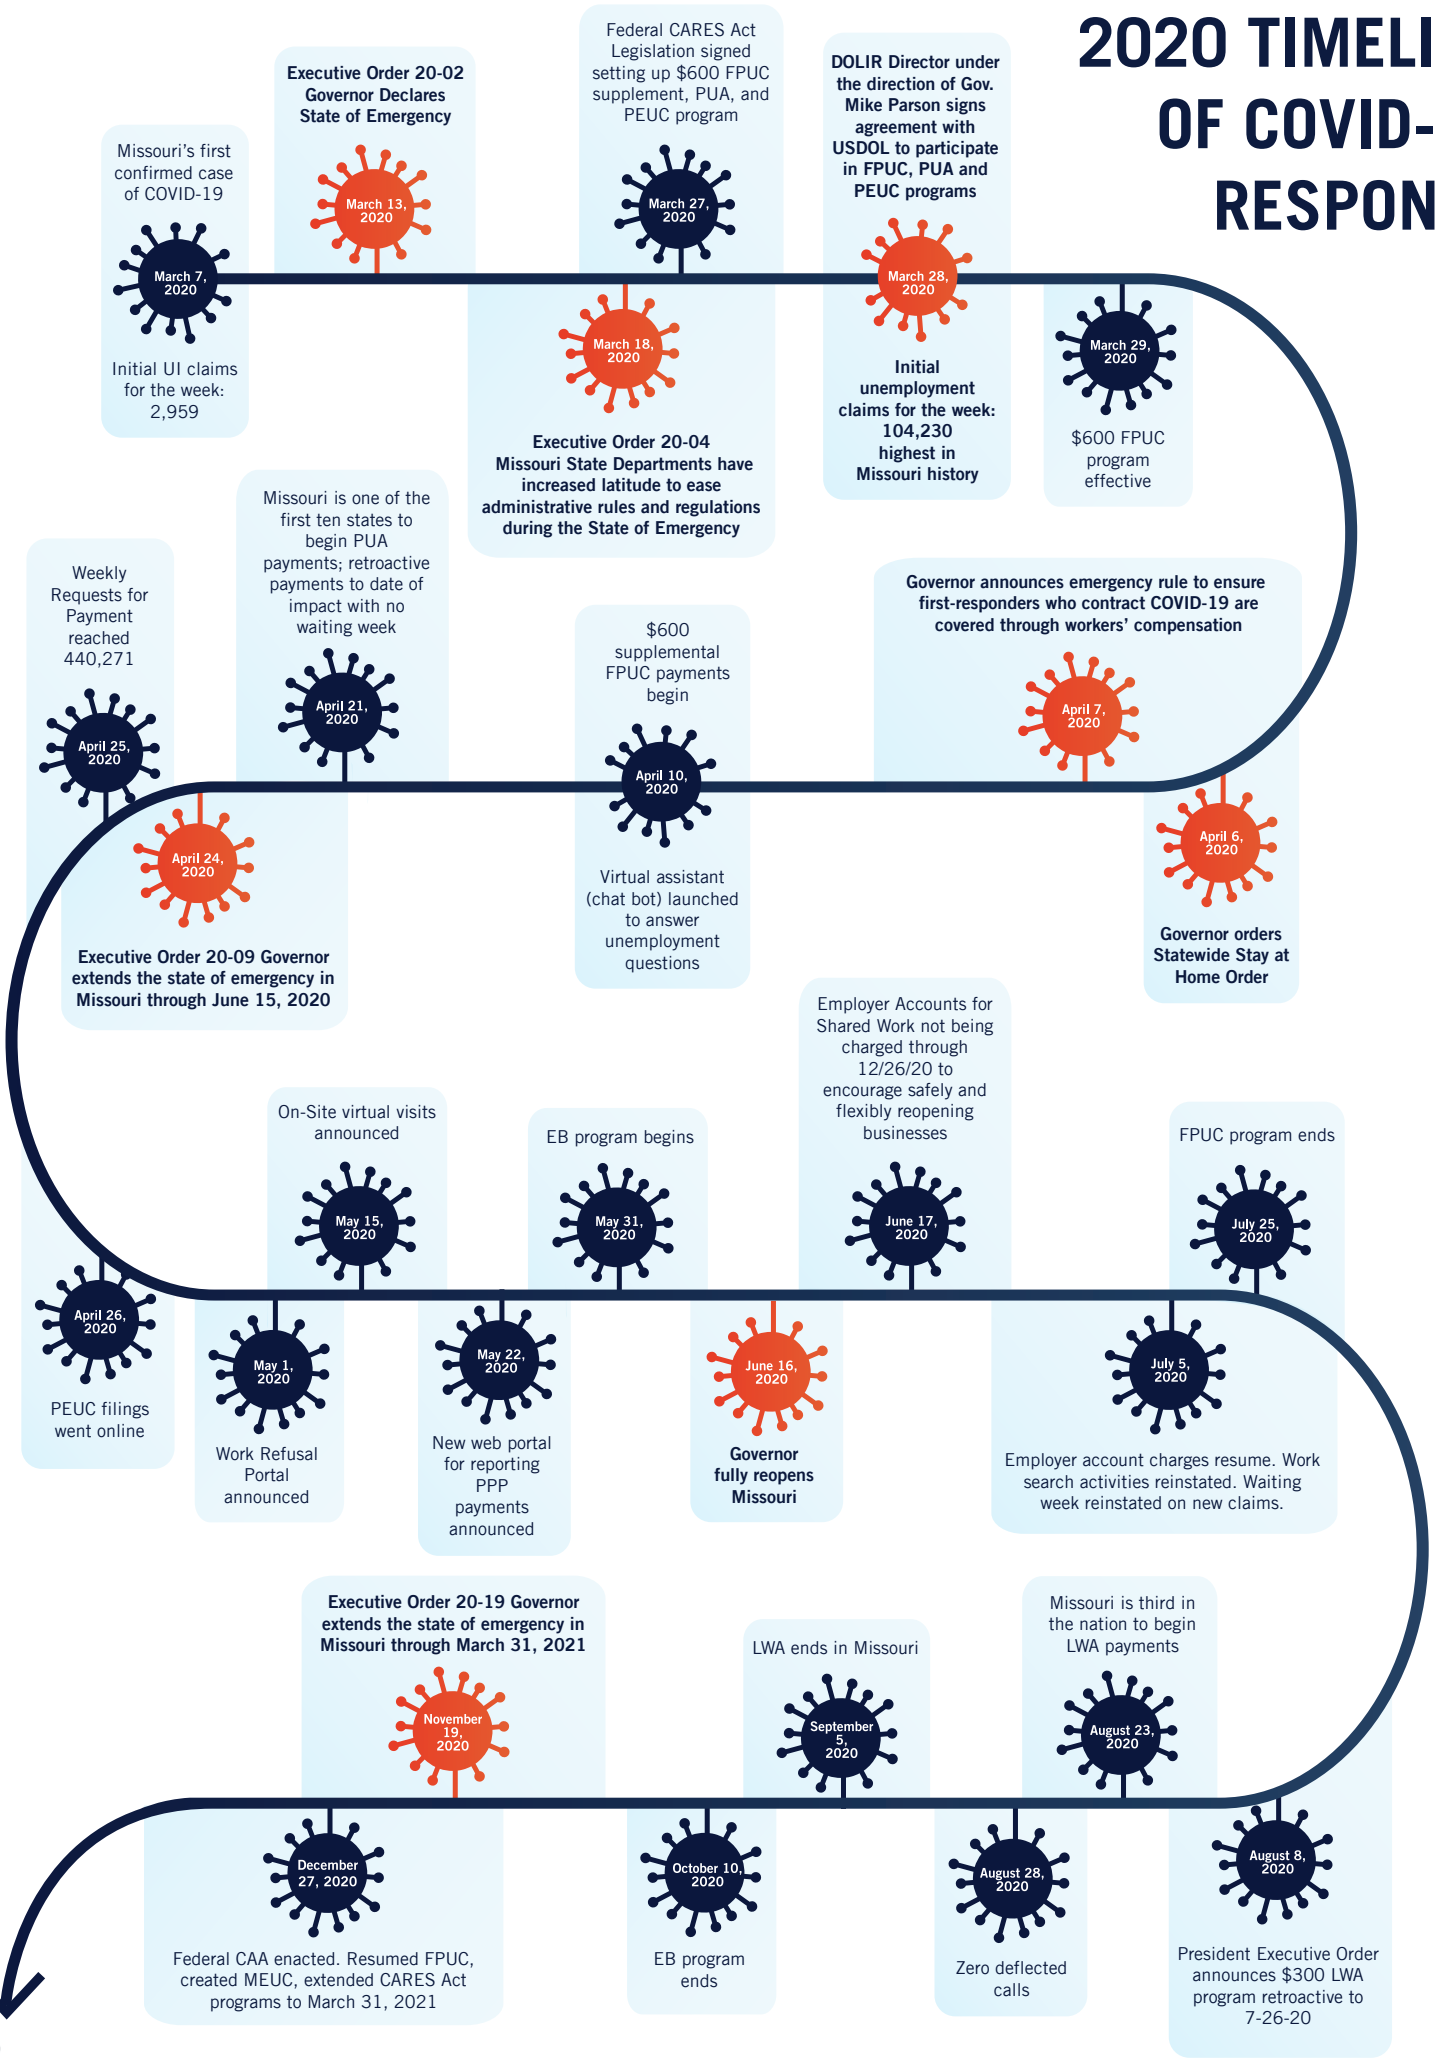 2020 TIMELI
OF COVID-
RESPON
Missouri's first
confirmed case
of COVID-19
March 7,
2020
Initial UI claims
for the week:
2,959
Executive Order 20-02
Governor Declares
State of Emergency
March 13,
2020
March 18,
2020
Executive Order 20-04
Missouri State Departments have
increased latitude to ease
administrative rules and regulations
during the State of Emergency
Federal CARES Act
Legislation signed
setting up $600 FPUC
supplement, PUA, and
PEUC program
March 27,
2020
DOLIR Director under
the direction of Gov.
Mike Parson signs
agreement with
USDOL to participate
in FPUC, PUA and
PEUC programs
March 28,
2020
Initial
unemployment
claims for the week:
104,230
highest in
Missouri history
March 29,
2020
$600 FPUC
program
effective
April 6,
2020
Governor orders
Statewide Stay at
Home Order
Governor announces emergency rule to ensure
first-responders who contract COVID-19 are
covered through workers' compensation
April 7,
2020
$600
supplemental
FPUC payments
begin
April 10,
2020
Virtual assistant
(chat bot) launched
to answer
unemployment
questions
Missouri is one of the
first ten states to
begin PUA
payments; retroactive
payments to date of
impact with no
waiting week
April 21,
2020
April 24,
2020
Executive Order 20-09 Governor
extends the state of emergency in
Missouri through June 15, 2020
Weekly
Requests for
Payment
reached
440,271
April 25,
2020
April 26,
2020
PEUC filings
went online
May 1,
2020
Work Refusal
Portal
announced
On-Site virtual visits
announced
May 15,
2020
May 22,
2020
New web portal
for reporting
PPP
payments
announced
EB program begins
May 31,
2020
June 16,
2020
Governor
fully reopens
Missouri
Employer Accounts for
Shared Work not being
charged through
12/26/20 to
encourage safely and
flexibly reopening
businesses
June 17,
2020
July 5,
2020
Employer account charges resume. Work
search activities reinstated. Waiting
week reinstated on new claims.
FPUC program ends
July 25,
2020
August 8,
2020
President Executive Order
announces $300 LWA
program retroactive to
7-26-20
Missouri is third in
the nation to begin
LWA payments
August 23,
2020
August 28,
2020
Zero deflected
calls
LWA ends in Missouri
September
5,
2020
October 10,
2020
EB program
ends
Executive Order 20-19 Governor
extends the state of emergency in
Missouri through March 31, 2021
November
19,
2020
December
27, 2020
Federal CAA enacted. Resumed FPUC,
created MEUC, extended CARES Act
programs to March 31, 2021